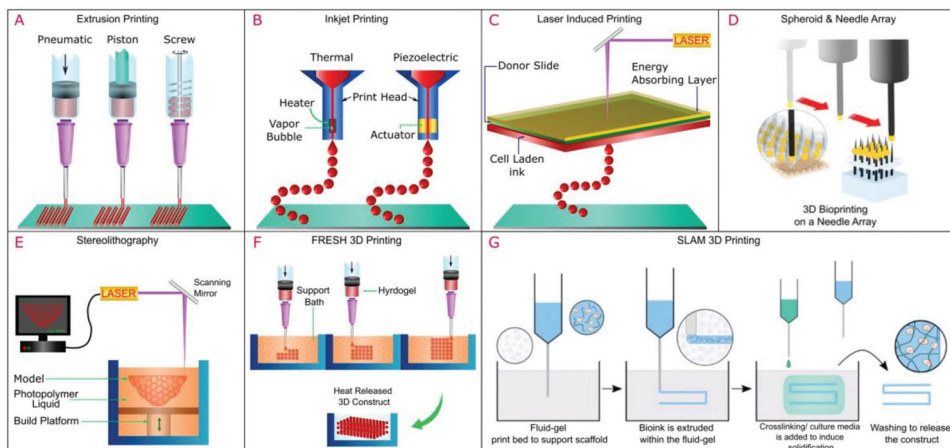 A
Extrusion Printing
Pneumatic
Piston
Screw
B
Inkjet Printing
Thermal
Piezoelectric
Heater
Print
Head
Vapor
Bubble
Actuator
C
Laser Induced Printing
LASER
Donor Slide
Energy
Absorbing Layer
Cell Laden
ink
D
Spheroid & Needle Array
3D Bioprinting
on a Needle Array
E
Stereolithography
LASER
Scanning
Mirror
Model
Photopolymer
Liquid
Build Platform
F
FRESH 3D Printing
Support
Bath
Hyrdogel
Heat Released
3D Construct
G
SLAM 3D Printing
Fluid-gel
print bed to support scaffold
Bioink is extruded
within the fluid-gel
Crosslinking/ culture media
is added to induce
solidification
Washing to release
the construct